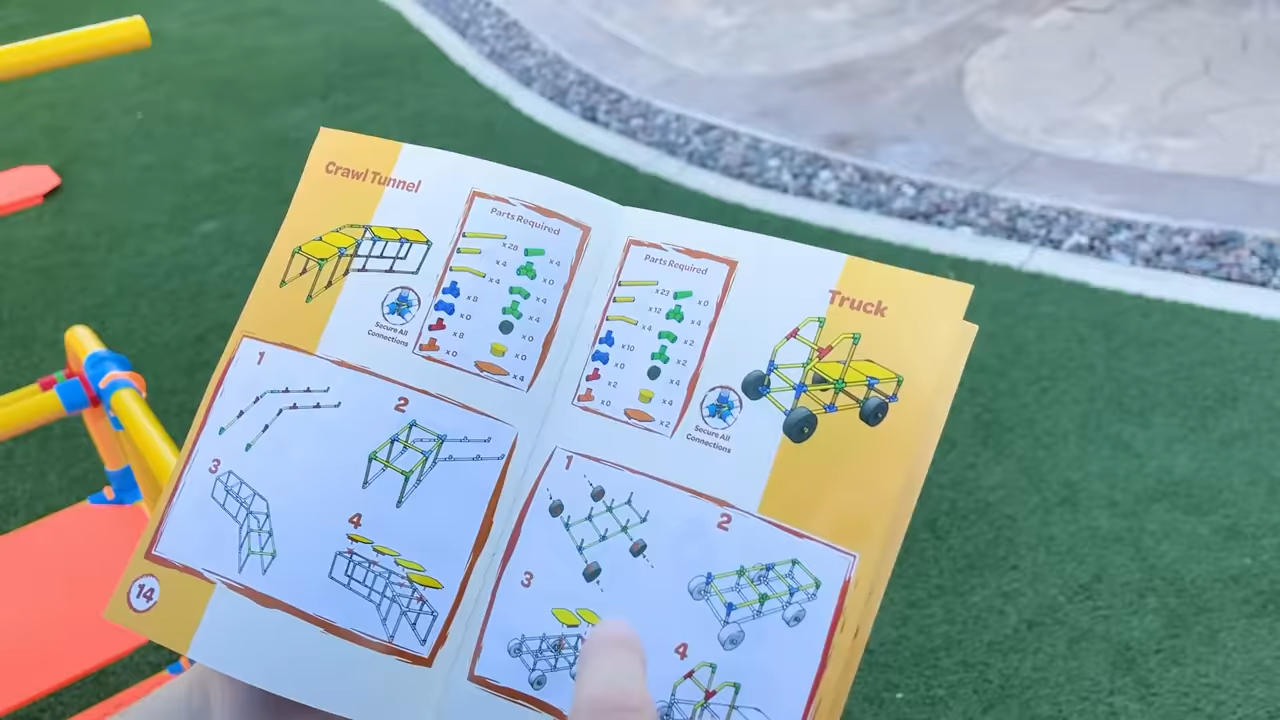 Crawl Tunnel
Parts Required
x28
x4
x4
x0
x4
x4
x8
x4
x0
x0
x8
x0
x0
x4
Secure All
Connections
1
2
3
4
14
Truck
Parts Required
x23
x0
x12
x4
x4
x2
x10
x2
x0
x4
x2
x4
x0
x2
Secure All
Connections
1
2
3
4